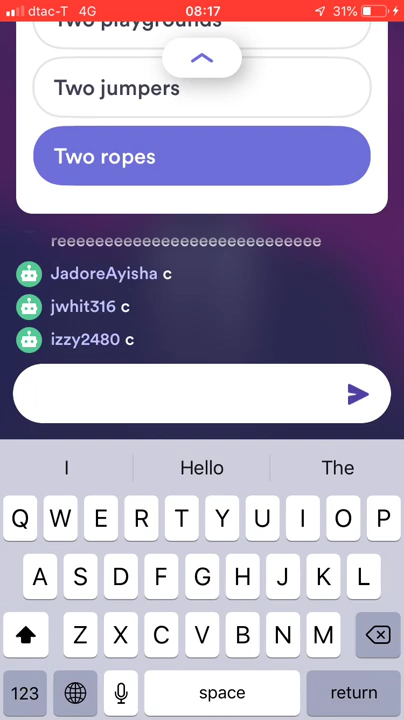 dtac-T 4G 08:17 31%
Two playgrounds
Two jumpers
Two ropes
reeeeeeeeeeeeeeeeeeeeeeeeeeee
JadoreAyisha c
jwhit316 c
izzy2480 c
I Hello The
Q W E R T Y U I O P
A S D F G H J K L
Z X C V B N M
123 space return